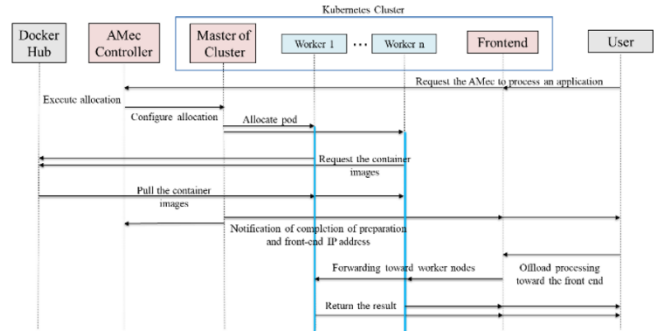 Kubernetes Cluster
Docker
Hub
AMec
Controller
Master of
Cluster
Worker 1
...
Worker n
Frontend
User
Request the AMec to process an application
Execute allocation
Configure allocation
Allocate pod
Request the container
images
Pull the container
images
Notification of completion of preparation
and front-end IP address
Forwarding toward worker nodes
Offload processing
toward the front end
Return the result